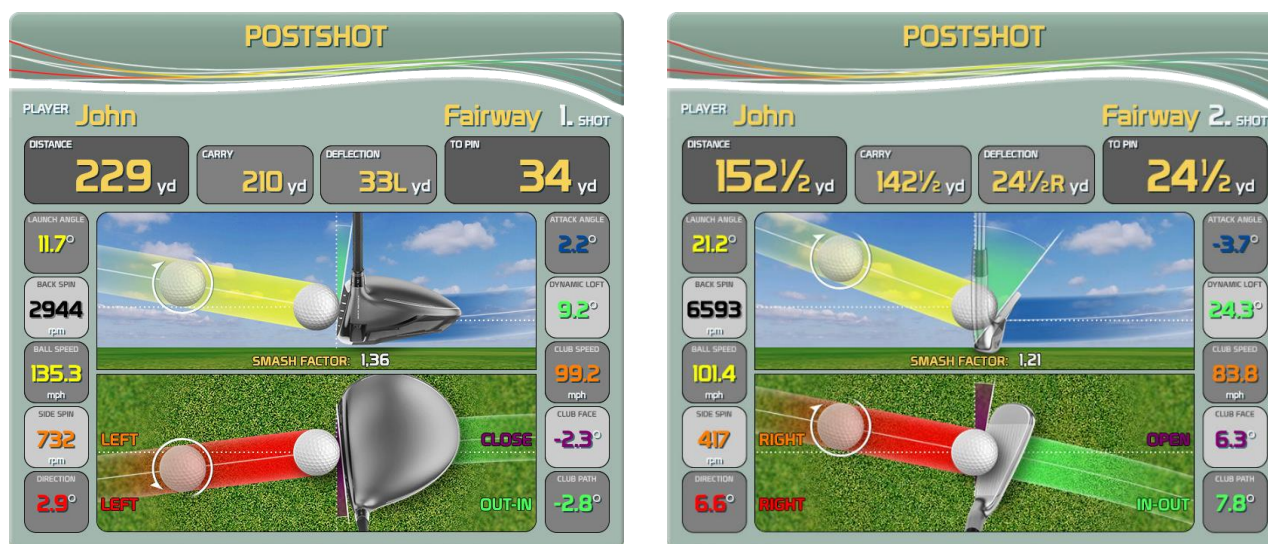 POSTSHOT
PLAYER John Fairway 1. SHOT
DISTANCE 229 yd
CARRY 210 yd
DEFLECTION 33L yd
TO PIN 34 yd
LAUNCH ANGLE 11.7°
BACK SPIN 2944 rpm
BALL SPEED 135.3 mph
SIDE SPIN 732 rpm
DIRECTION 2.9°
SMASH FACTOR: 1,36
LEFT CLOSE
LEFT OUT-IN
ATTACK ANGLE 2.2°
DYNAMIC LOFT 9.2°
CLUB SPEED 99.2 mph
CLUB FACE -2.3°
CLUB PATH -2.8°
POSTSHOT
PLAYER John Fairway 2. SHOT
DISTANCE 152½ yd
CARRY 142½ yd
DEFLECTION 24½R yd
TO PIN 24½ yd
LAUNCH ANGLE 21.2°
BACK SPIN 6593 rpm
BALL SPEED 101.4 mph
SIDE SPIN 417 rpm
DIRECTION 6.6°
SMASH FACTOR: 1,21
RIGHT OPEN
RIGHT IN-OUT
ATTACK ANGLE -3.7°
DYNAMIC LOFT 24.3°
CLUB SPEED 83.8 mph
CLUB FACE 6.3°
CLUB PATH 7.8°